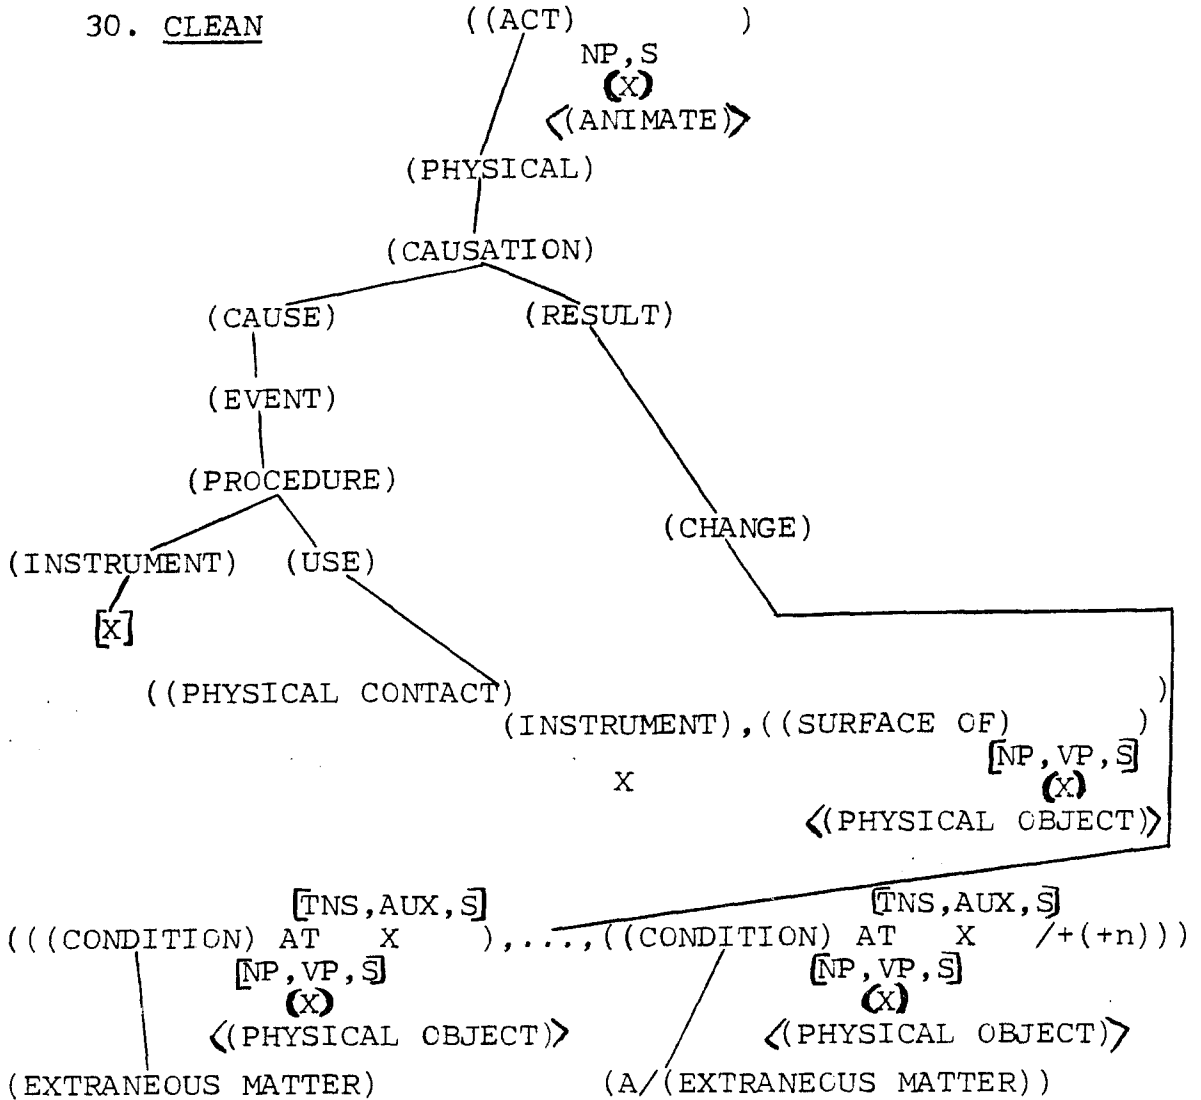 30. CLEAN ((ACT) )
NP,S
(X)
<(ANIMATE)>
(PHYSICAL)
(CAUSATION)
(CAUSE) (RESULT)
(EVENT)
(PROCEDURE)
(CHANGE)
(INSTRUMENT) (USE)
[X]
((PHYSICAL CONTACT) )
(INSTRUMENT),((SURFACE OF) )
[NP,VP,S]
X (X)
<(PHYSICAL OBJECT)>
[TNS,AUX,S] [TNS,AUX,S]
(((CONDITION) AT X ),...,((CONDITION) AT X /+(+n)))
[NP,VP,S] [NP,VP,S]
(X) (X)
<(PHYSICAL OBJECT)> <(PHYSICAL OBJECT)>
(EXTRANEOUS MATTER) (A/(EXTRANEOUS MATTER))